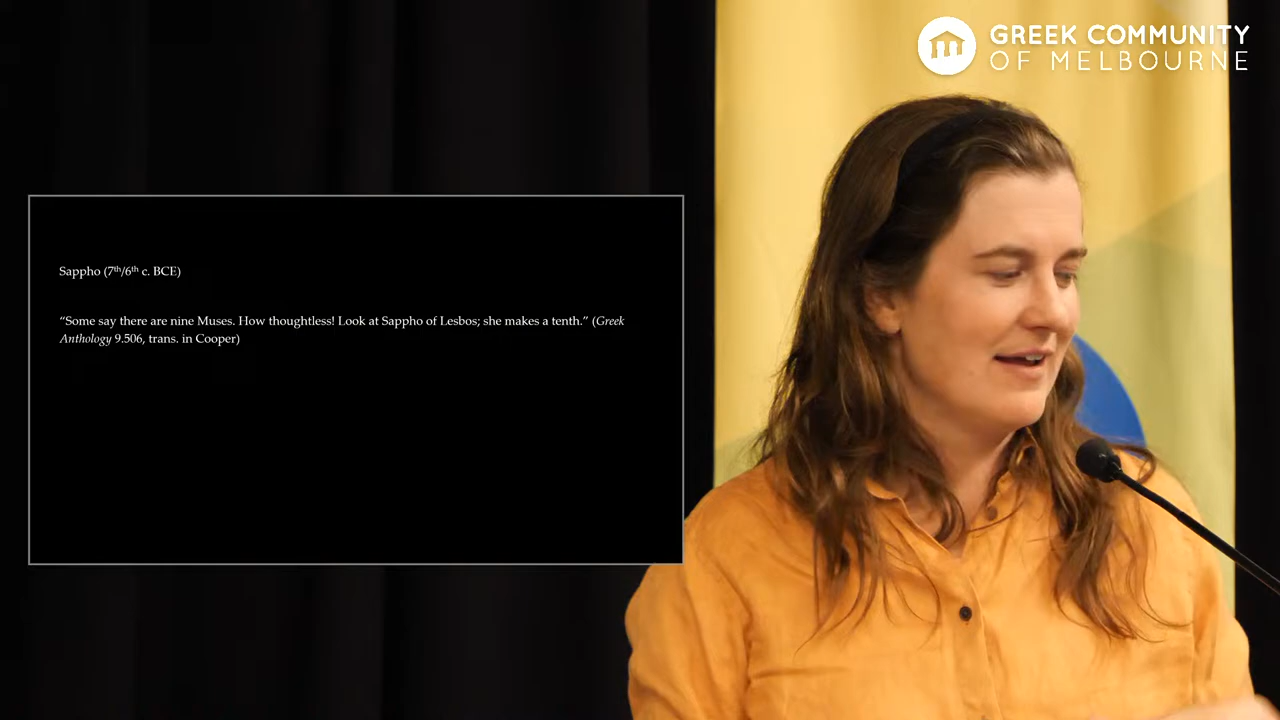 GREEK COMMUNITY
OF MELBOURNE
Sappho (7th/6th c. BCE)
“Some say there are nine Muses. How thoughtless! Look at Sappho of Lesbos; she makes a tenth.” (Greek
Anthology 9.506, trans. in Cooper)